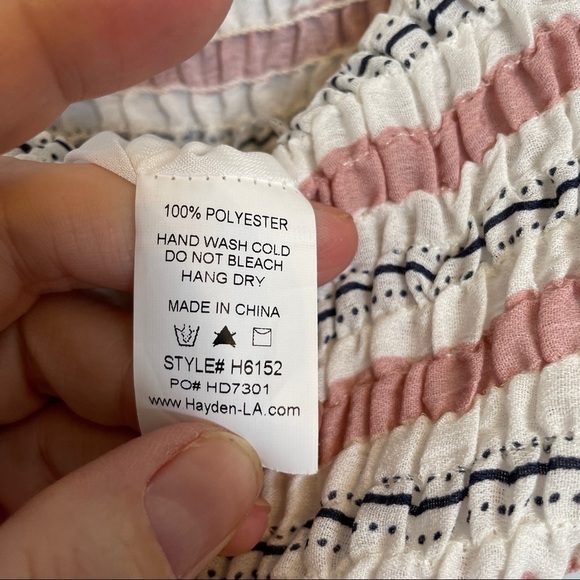 100% POLYESTER
HAND WASH COLD
DO NOT BLEACH
HANG DRY
MADE IN CHINA
STYLE# H6152
PO# HD7301
www.Hayden-LA.com